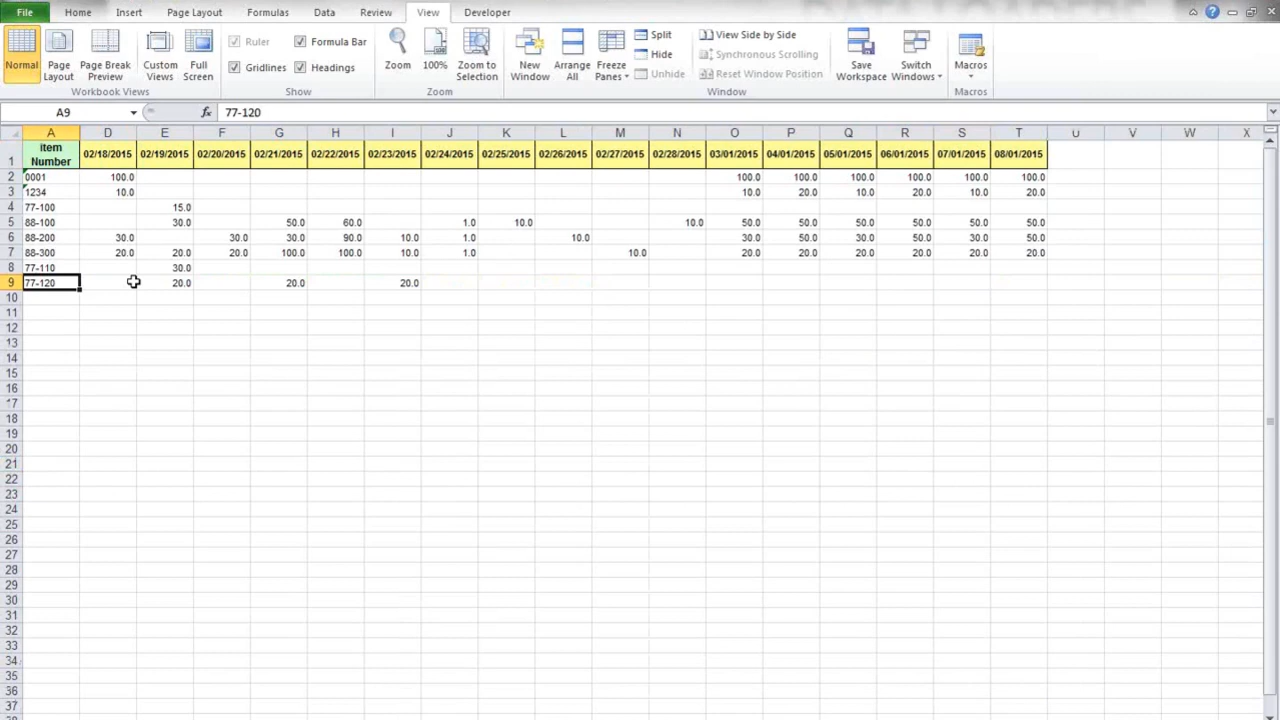 File Home Insert Page Layout Formulas Data Review View Developer
Normal Page Layout Page Break Preview Custom Views Full Screen Ruler Formula Bar Gridlines Headings Zoom 100% Zoom to Selection New Window Arrange All Freeze Panes Split Hide Unhide View Side by Side Synchronous Scrolling Reset Window Position Save Workspace Switch Windows Macros
Workbook Views Show Zoom Window Macros
A9 fx 77-120
A D E F G H I J K L M N O P Q R S T U V W X
1 Item Number 02/18/2015 02/19/2015 02/20/2015 02/21/2015 02/22/2015 02/23/2015 02/24/2015 02/25/2015 02/26/2015 02/27/2015 02/28/2015 03/01/2015 04/01/2015 05/01/2015 06/01/2015 07/01/2015 08/01/2015
2 0001 100.0 100.0 100.0 100.0 100.0 100.0 100.0
3 1234 10.0 10.0 20.0 10.0 20.0 10.0 20.0
4 77-100 15.0
5 88-100 30.0 50.0 60.0 1.0 10.0 10.0 50.0 50.0 50.0 50.0 50.0 50.0
6 88-200 30.0 30.0 30.0 90.0 10.0 1.0 10.0 30.0 50.0 30.0 50.0 30.0 50.0
7 88-300 20.0 20.0 20.0 100.0 100.0 10.0 1.0 10.0 20.0 20.0 20.0 20.0 20.0 20.0
8 77-110 30.0
9 77-120 20.0 20.0 20.0
10
11
12
13
14
15
16
17
18
19
20
21
22
23
24
25
26
27
28
29
30
31
32
33
34
35
36
37